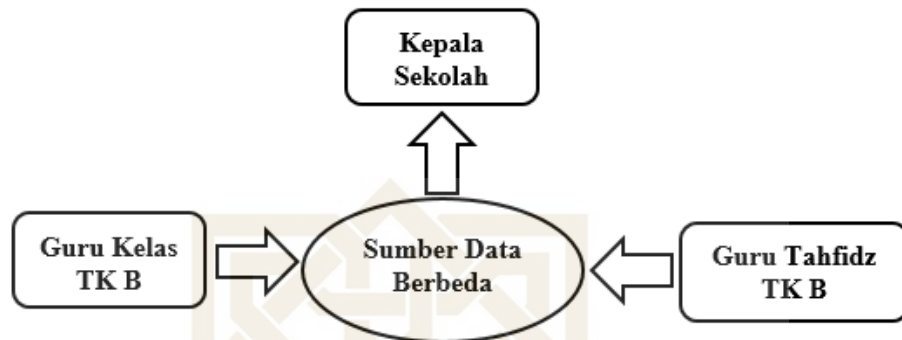 Kepala
Sekolah
Guru Kelas
TK B
Sumber Data
Berbeda
Guru Tahfidz
TK B